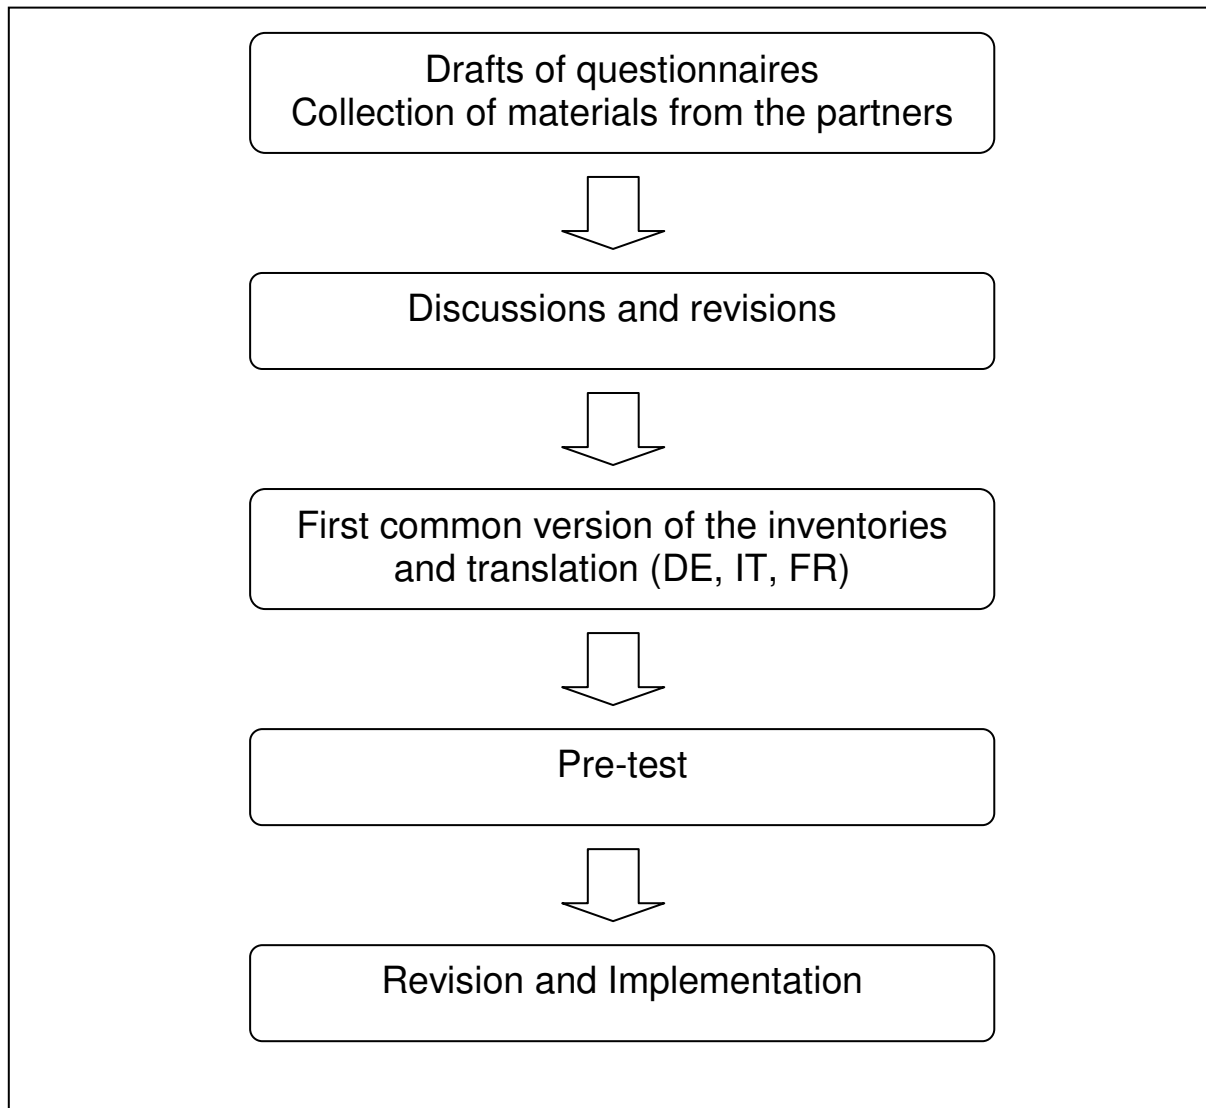 Drafts of questionnaires
Collection of materials from the partners
Discussions and revisions
First common version of the inventories
and translation (DE, IT, FR)
Pre-test
Revision and Implementation